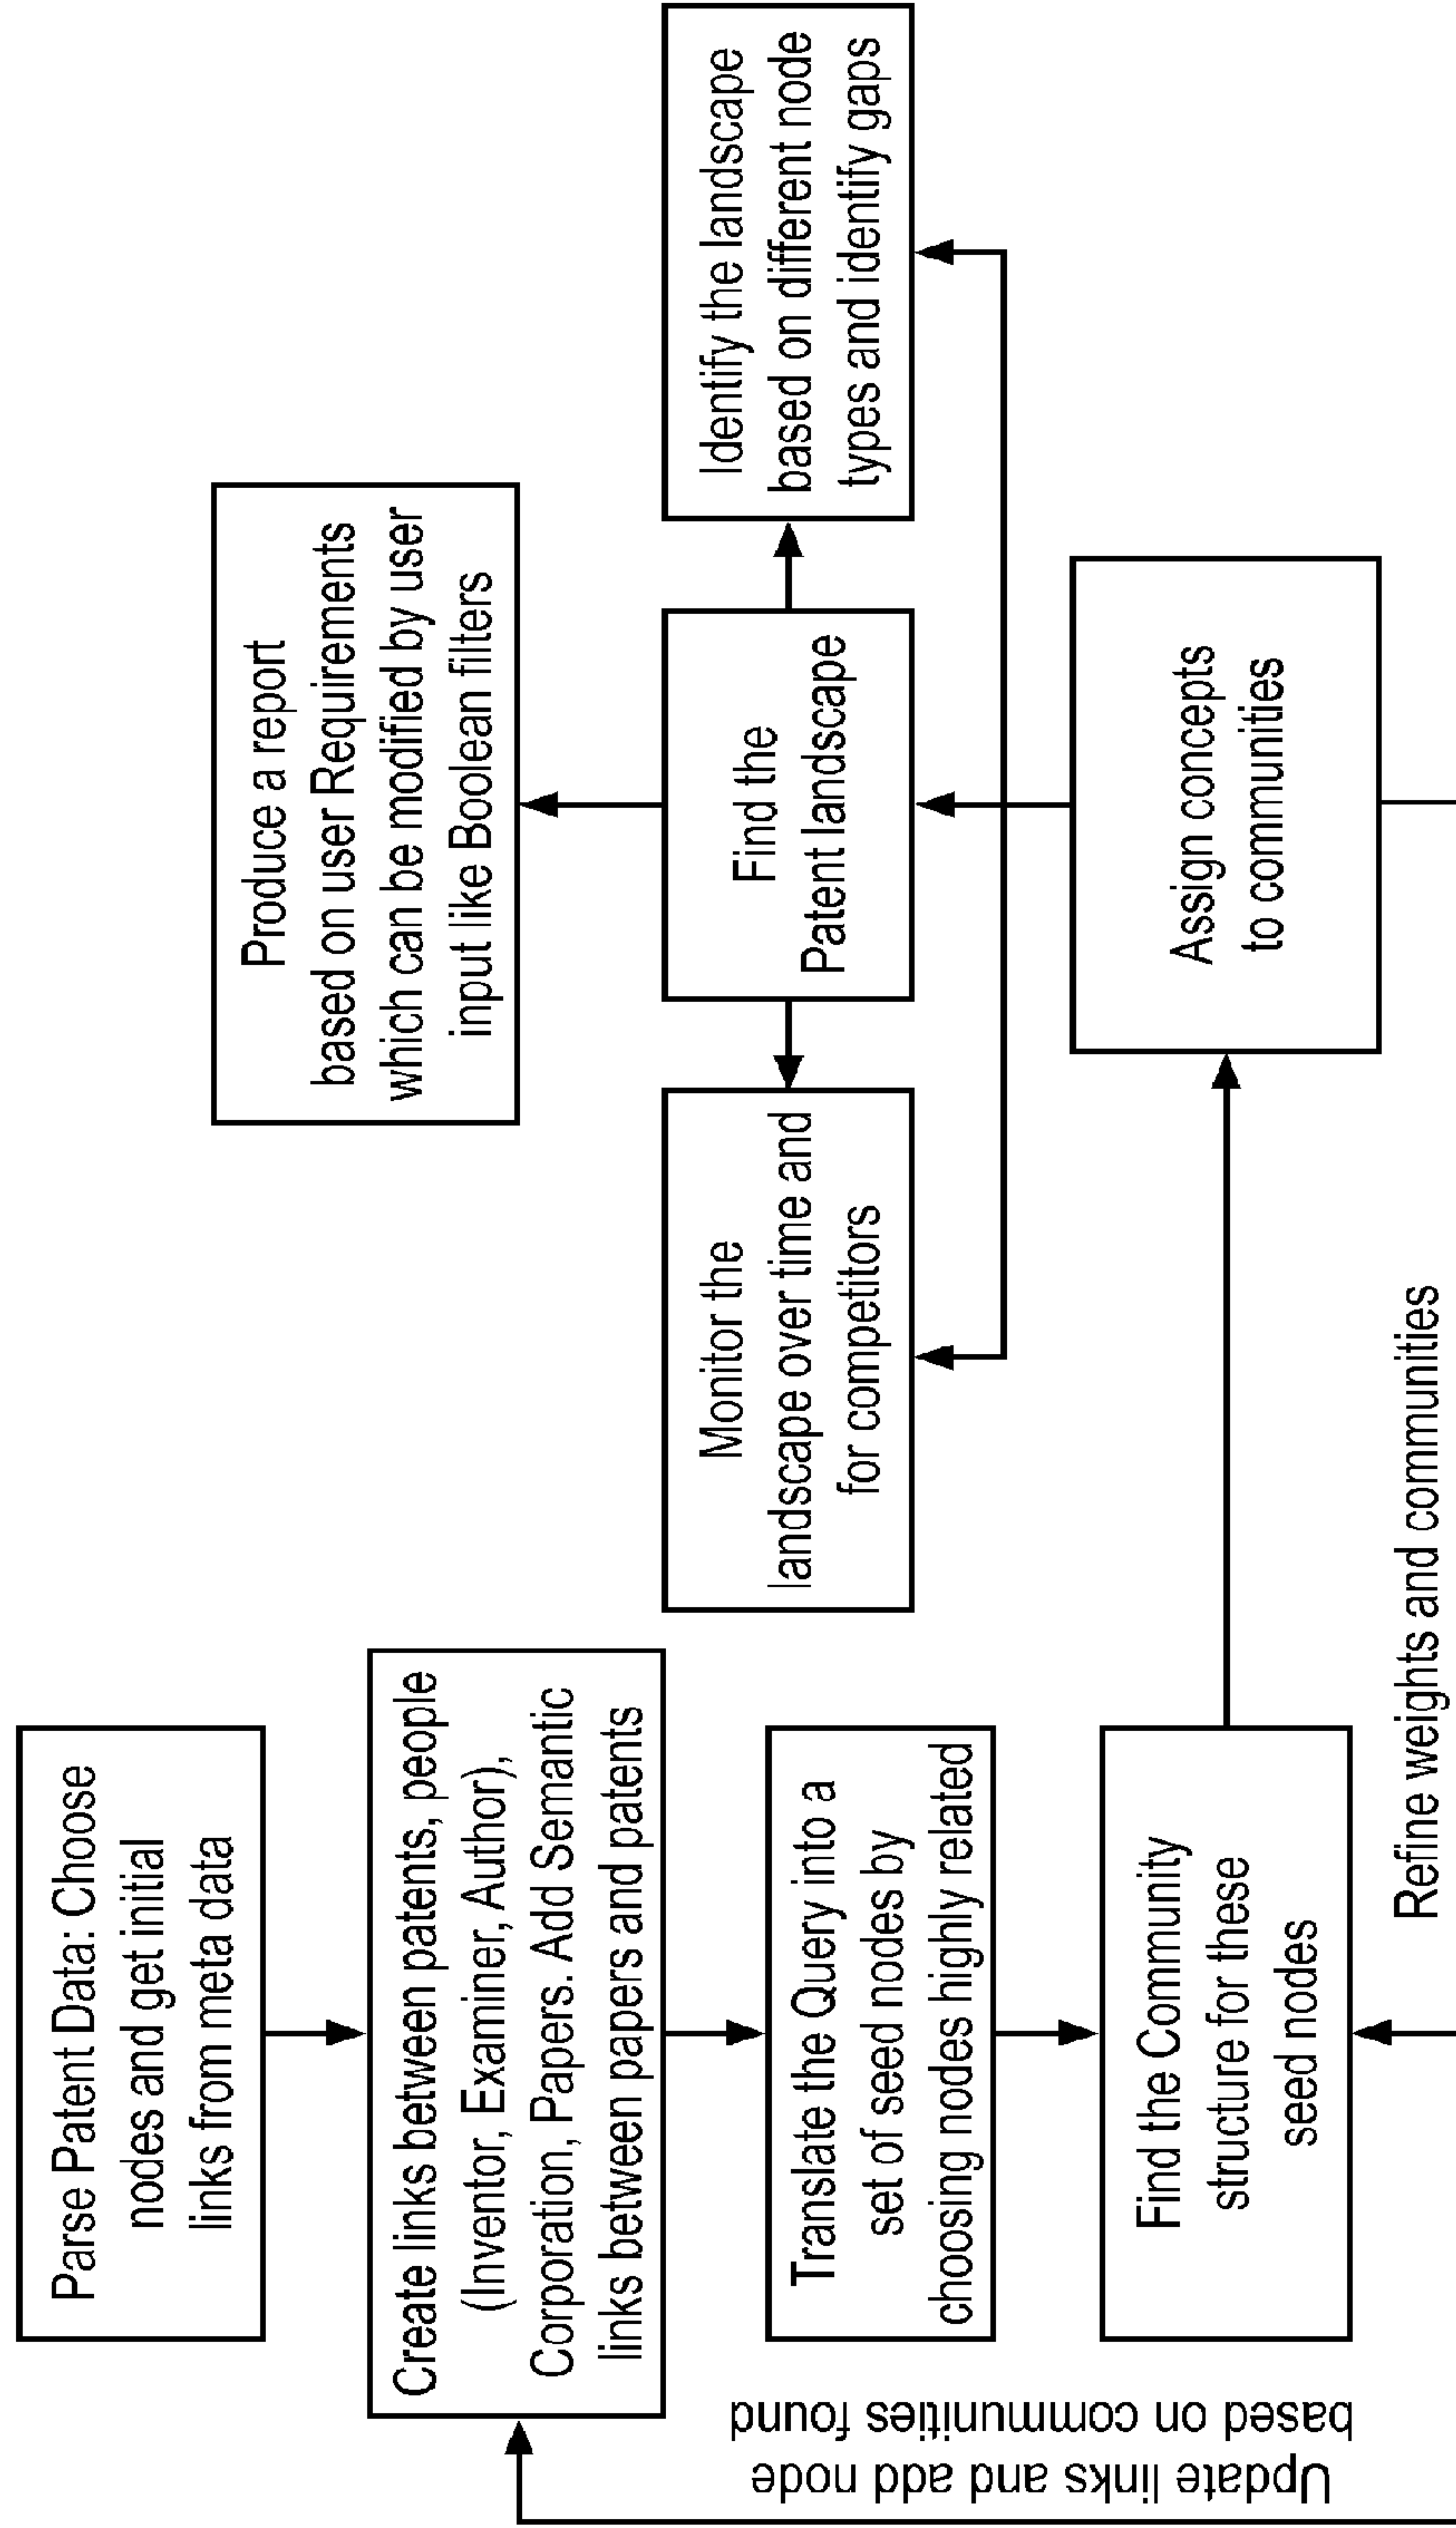 Parse Patent Data: Choose
nodes and get initial
links from meta data
Create links between patents, people
(Inventor, Examiner, Author),
Corporation, Papers. Add Semantic
links between papers and patents
Translate the Query into a
set of seed nodes by
choosing nodes highly related
Find the Community
structure for these
seed nodes
Update links and add node
based on communities found
Refine weights and communities
Produce a report
based on user Requirements
which can be modified by user
input like Boolean filters
Monitor the
landscape over time and
for competitors
Find the
Patent landscape
Identify the landscape
based on different node
types and identify gaps
Assign concepts
to communities